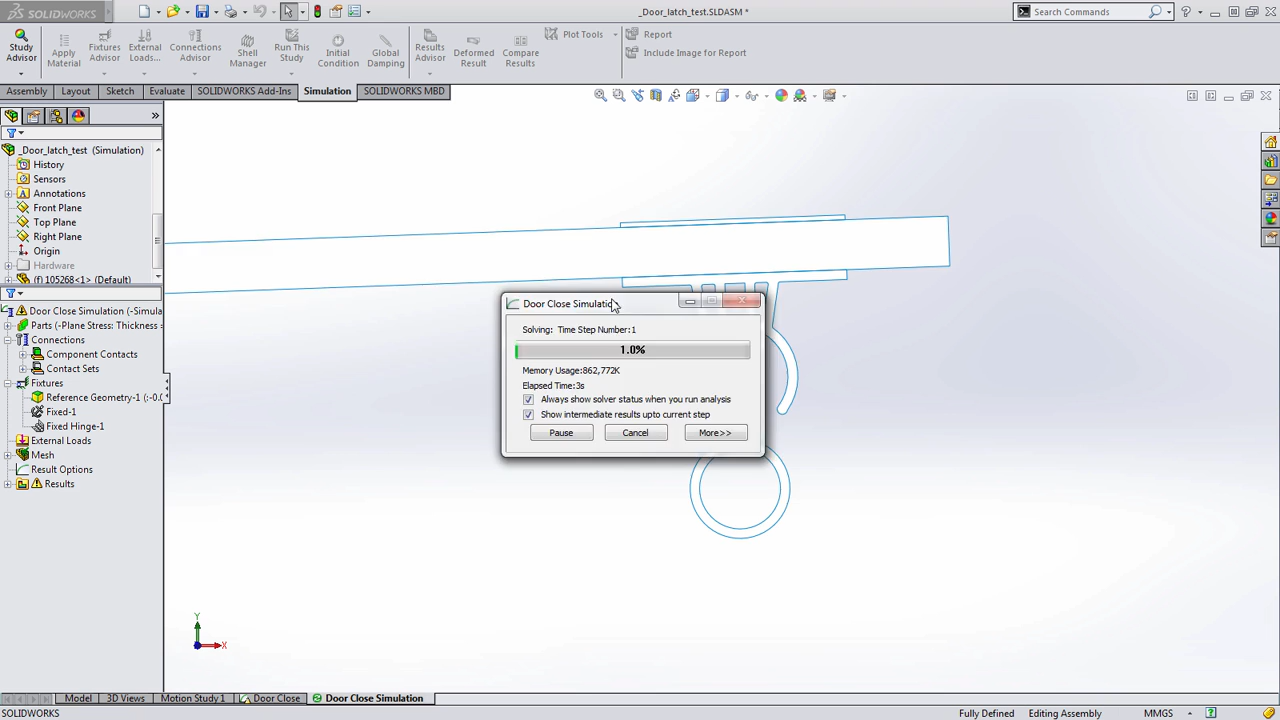 SOLIDWORKS
_Door_latch_test.SLDASM *
Search Commands
Study Advisor
Apply Material
Fixtures Advisor
External Loads...
Connections Advisor
Shell Manager
Run This Study
Initial Condition
Global Damping
Results Advisor
Deformed Result
Compare Results
Plot Tools
Report
Include Image for Report
Assembly Layout Sketch Evaluate SOLIDWORKS Add-Ins Simulation SOLIDWORKS MBD
_Door_latch_test (Simulation)
History
Sensors
Annotations
Front Plane
Top Plane
Right Plane
Origin
Hardware
(f) 105268<1> (Default)
Door Close Simulation (-Simula
Parts (-Plane Stress: Thickness =
Connections
Component Contacts
Contact Sets
Fixtures
Reference Geometry-1 (:-0.0
Fixed-1
Fixed Hinge-1
External Loads
Mesh
Result Options
Results
Door Close Simulation
Solving: Time Step Number:1
1.0%
Memory Usage:862,772K
Elapsed Time:3s
Always show solver status when you run analysis
Show intermediate results upto current step
Pause Cancel More>>
Y
X
Model 3D Views Motion Study 1 Door Close Door Close Simulation
SOLIDWORKS Fully Defined Editing Assembly MMGS